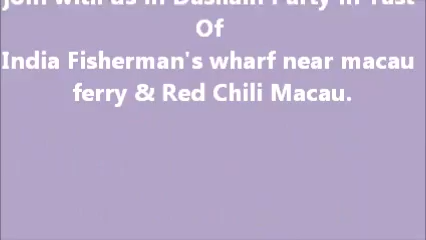 Join with us in Dashain Party in
Of
India Fisherman's wharf near macau
ferry & Red Chili Macau.